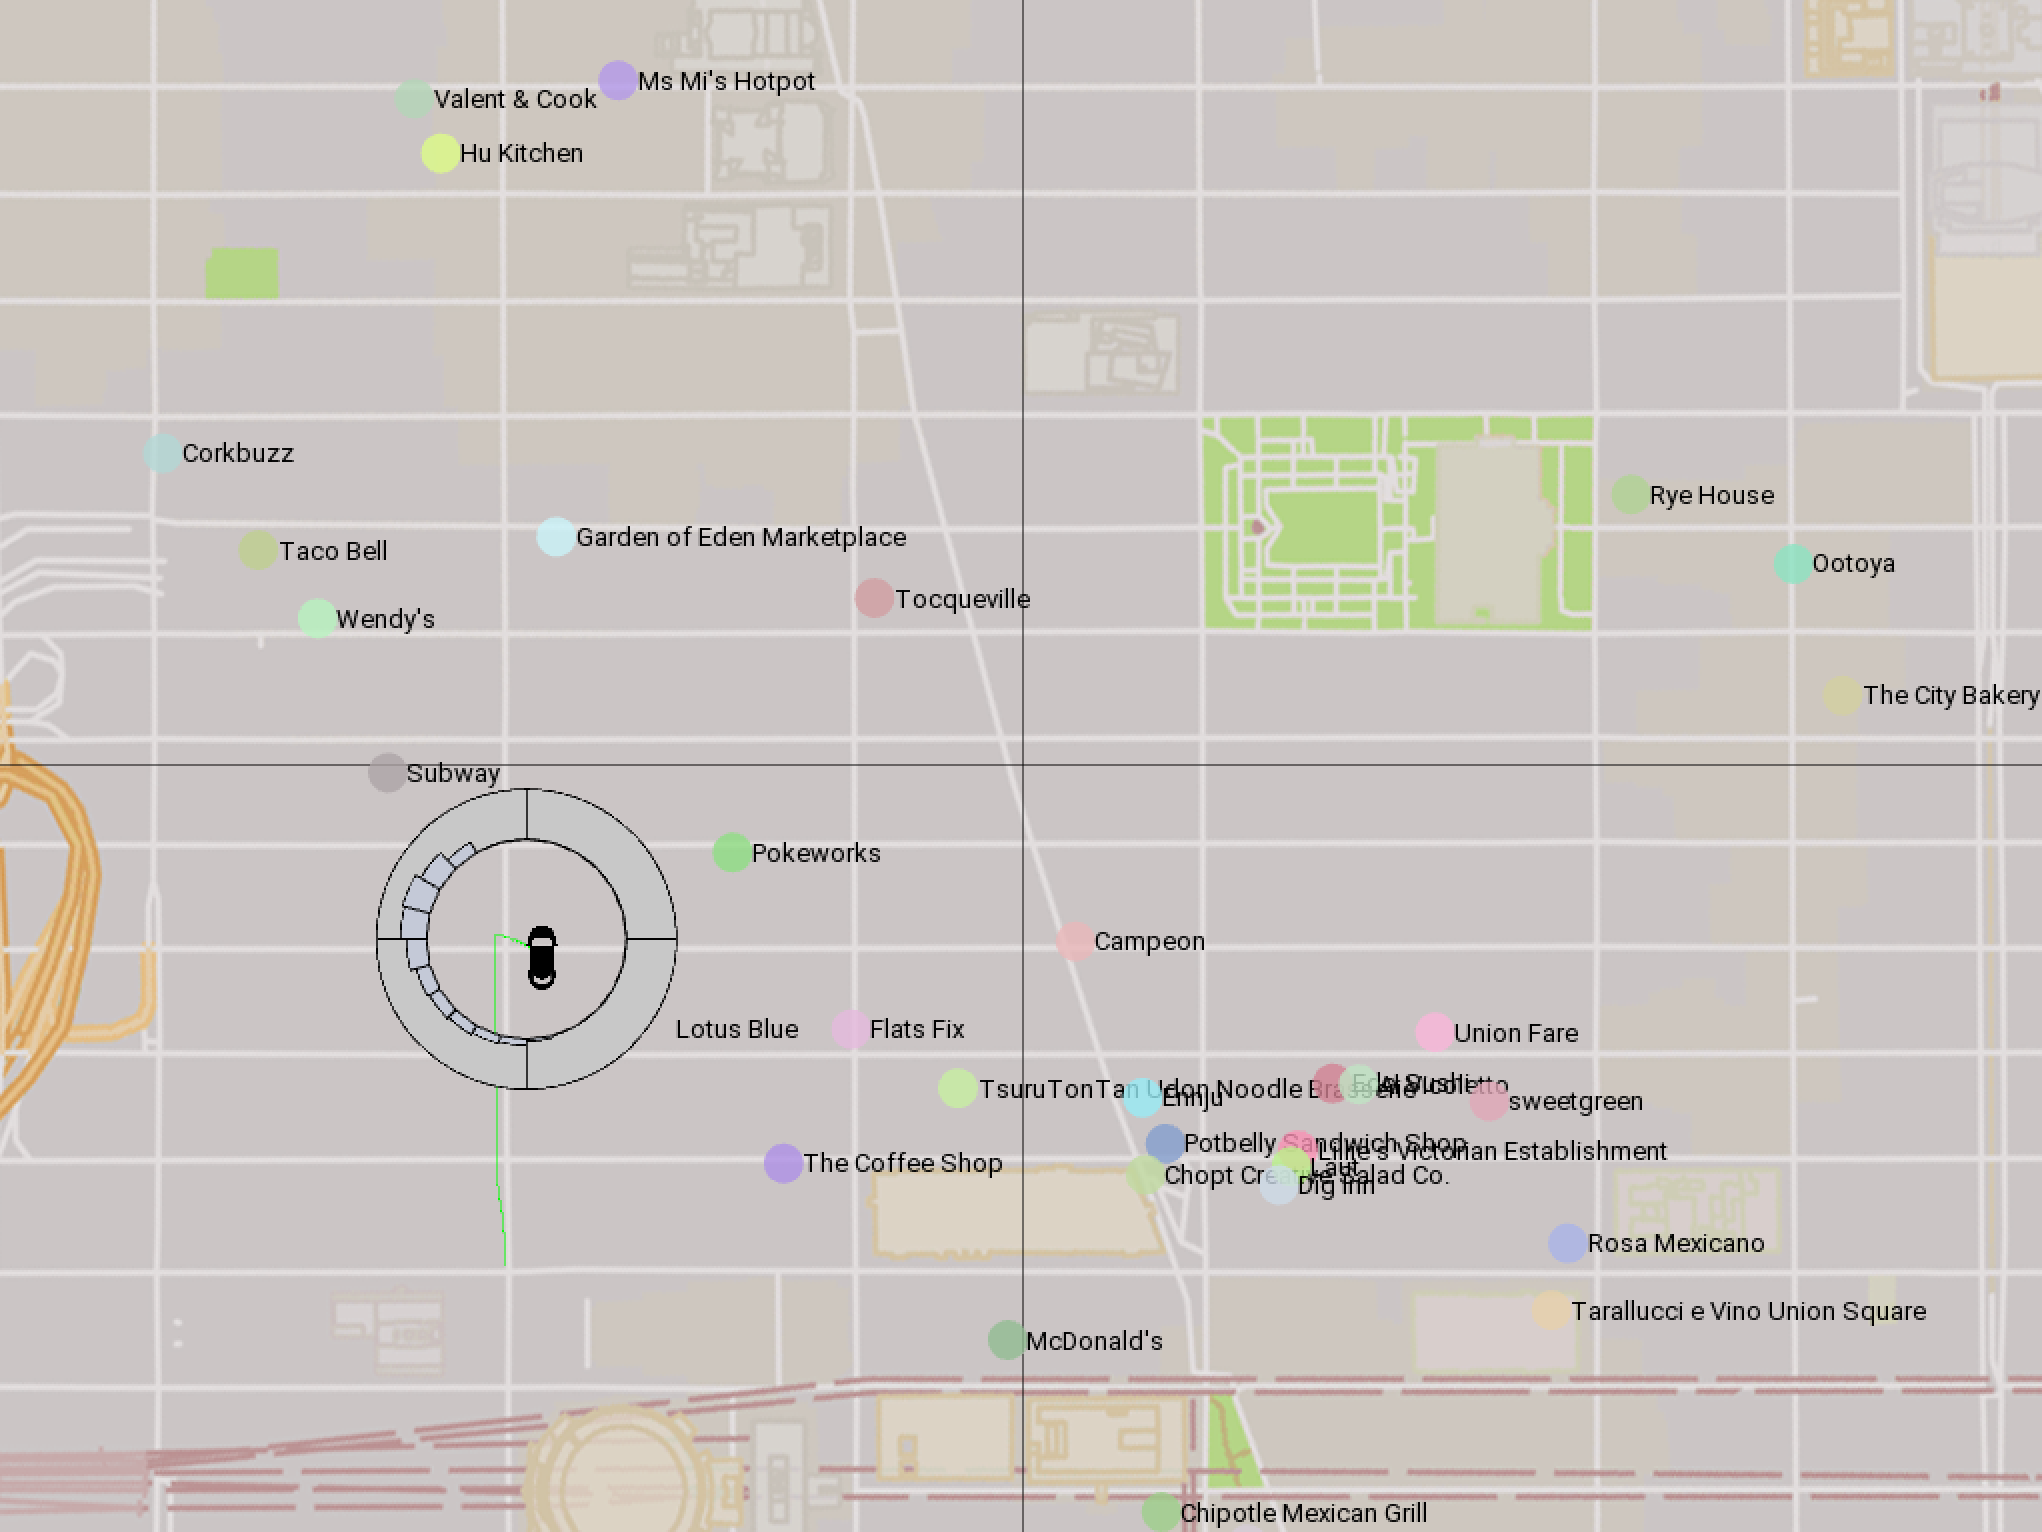 Ms Mi's Hotpot
Valent & Cook
Hu Kitchen
Corkbuzz
Rye House
Garden of Eden Marketplace
Taco Bell
Ootoya
Tocqueville
Wendy's
The City Bakery
Subway
Pokeworks
Campeon
Lotus Blue
Flats Fix
Union Fare
TsuruTonTan Udon Noodle Brasserie
Ennju
sweetgreen
Potbelly Sandwich Shop
Lillie's Victorian Establishment
The Coffee Shop
Laut
Chopt Creative Salad Co.
Dig Inn
Rosa Mexicano
Tarallucci e Vino Union Square
McDonald's
Chipotle Mexican Grill